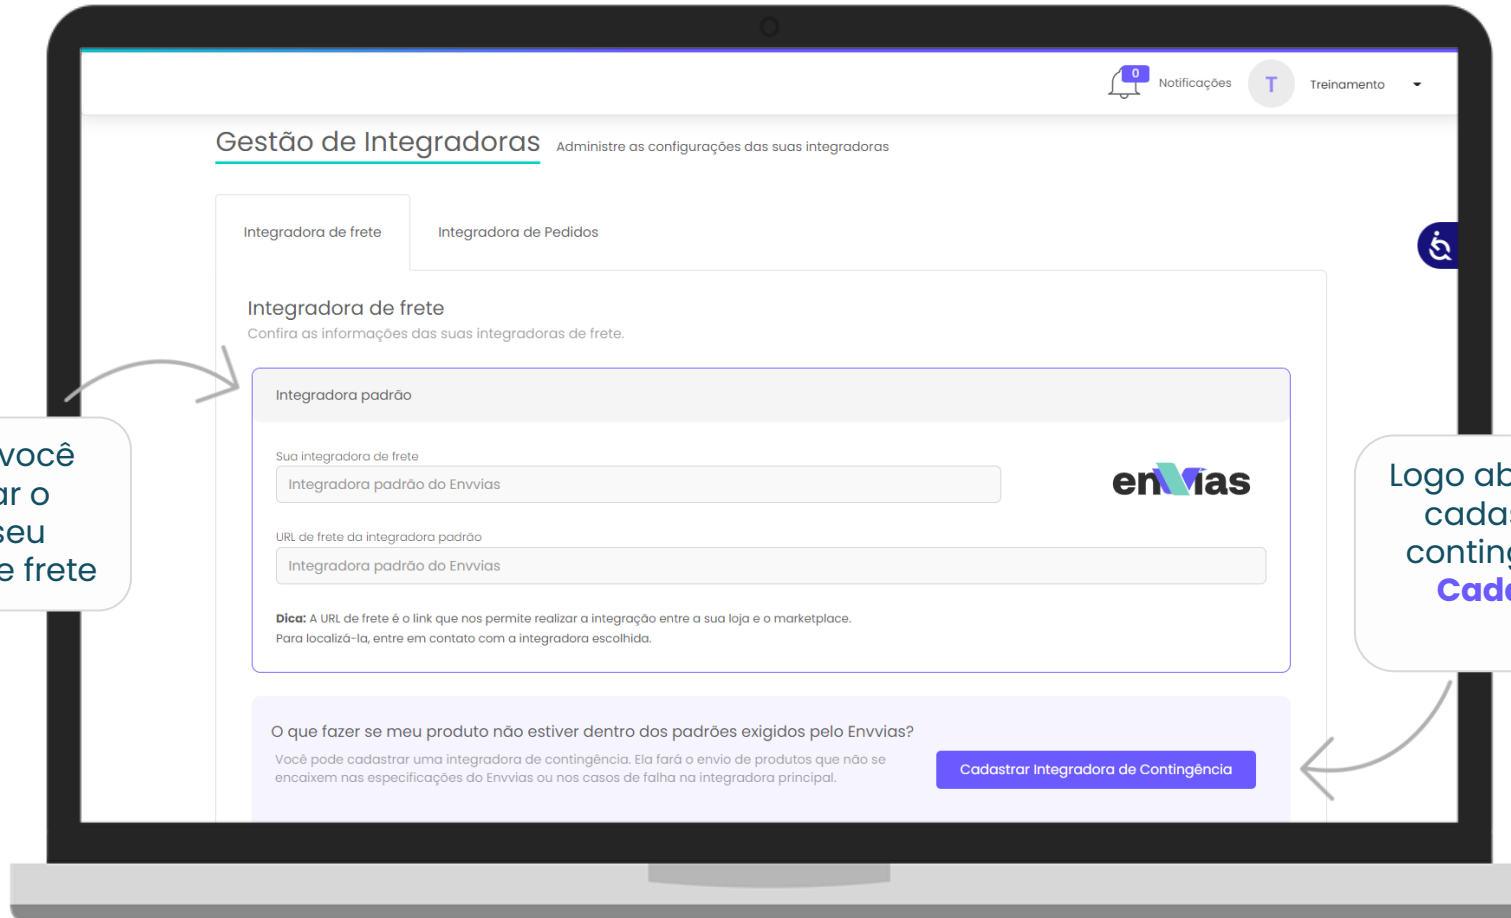 0
Notificações
T
Treinamento
Gestão de Integradoras
Administre as configurações das suas integradoras
Integradora de frete
Integradora de Pedidos
Integradora de frete
Confira as informações das suas integradoras de frete.
Integradora padrão
Sua integradora de frete
Integradora padrão do Envvias
envias
URL de frete da integradora padrão
Integradora padrão do Envvias
Dica: A URL de frete é o link que nos permite realizar a integração entre a sua loja e o marketplace.
Para localizá-la, entre em contato com a integradora escolhida.
você
o
seu
frete
Logo
O que fazer se meu produto não estiver dentro dos padrões exigidos pelo Envvias?
Você pode cadastrar uma integradora de contingência. Ela fará o envio de produtos que não se
encaixem nas especificações do Envvias ou nos casos de falha na integradora principal.
Cadastrar Integradora de Contingência